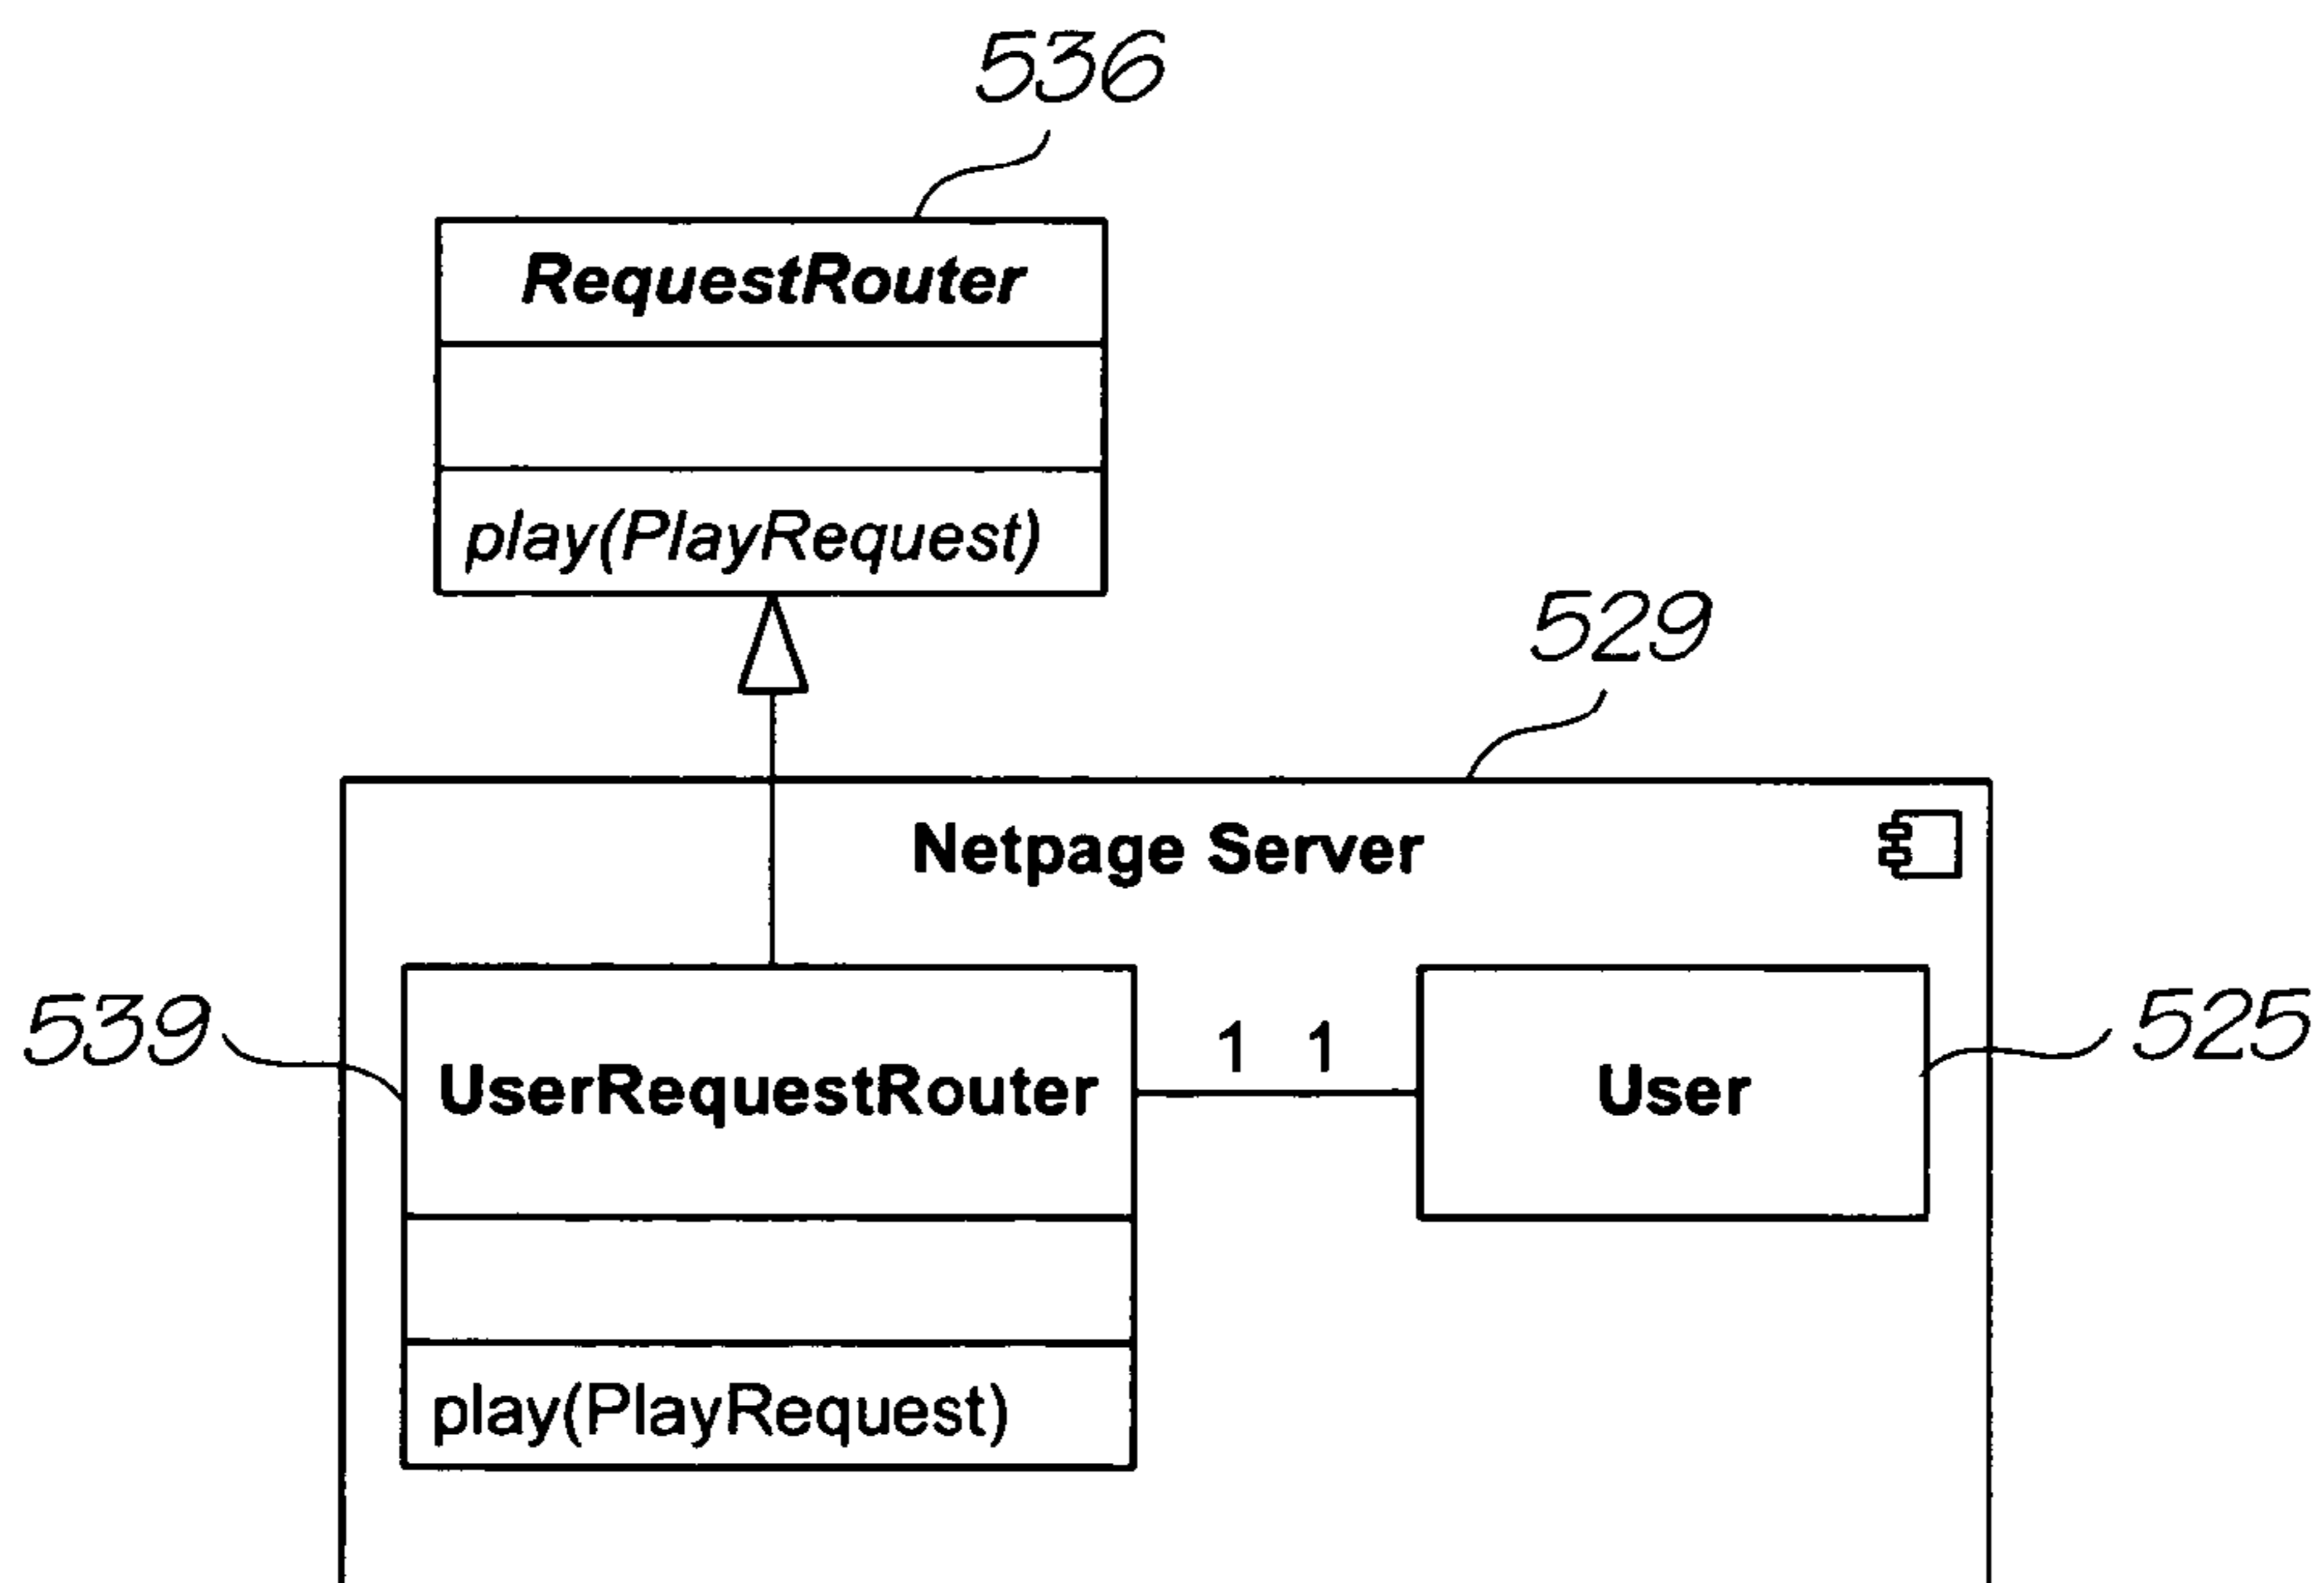 536
RequestRouter
play(PlayRequest)
529
Netpage Server
539
UserRequestRouter
1 1
User
525
play(PlayRequest)